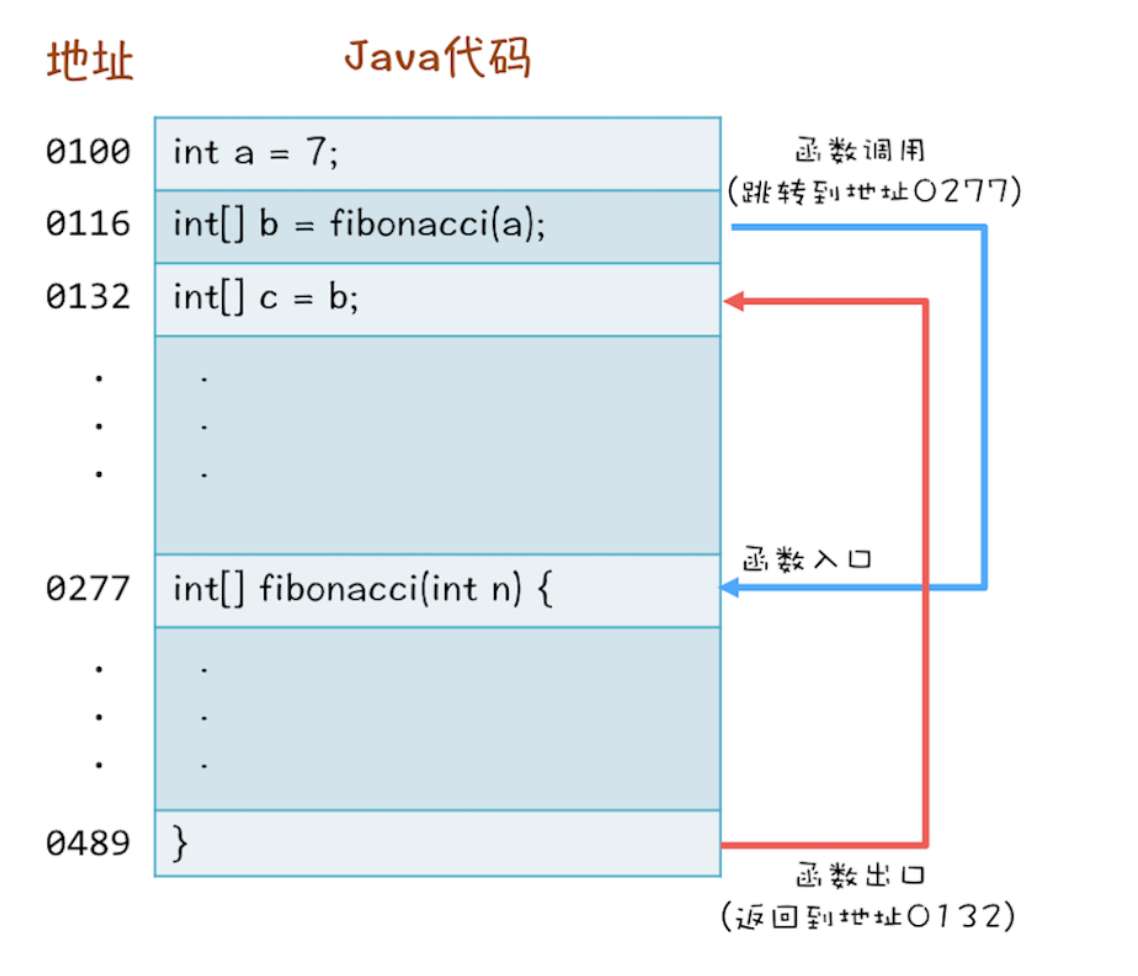 地址 Java代码
0100 int a = 7;
函数调用
(跳转到地址0277)
0116 int[] b = fibonacci(a);
0132 int[] c = b;
. .
. .
. .
函数入口
0277 int[] fibonacci(int n) {
. .
. .
. .
0489 }
函数出口
(返回到地址0132)